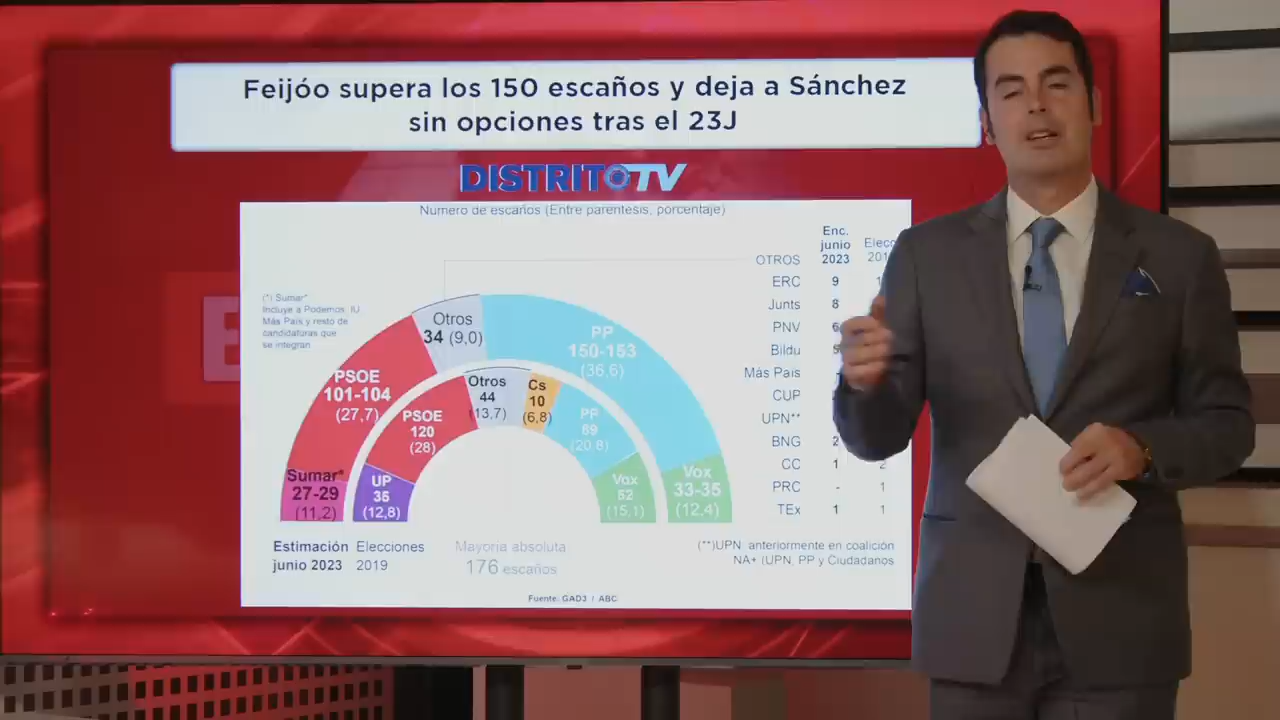 Feijóo supera los 150 escaños y deja a Sánchez
sin opciones tras el 23J
DISTRITOTV
Numero de escaños (Entre parentesis, porcentaje)
Enc.
junio
2023
OTROS
ERC 9
Junts 8
PNV 6
Bildu
Más País
CUP
UPN**
BNG 2
CC 1 2
PRC - 1
TEx 1 1
(*) Sumar*
Incluye a Podemos, IU,
Más País y resto de
candidaturas que
se integran
Otros
34 (9,0)
PP
150-153
(36,6)
PSOE
101-104
(27,7)
Sumar*
27-29
(11,2)
Vox
33-35
(12,4)
UP
35
(12,8)
PSOE
120
(28)
Otros
44
(13,7)
Cs
10
(6,8)
PP
89
(20,8)
Vox
52
(15,1)
Estimación
junio 2023
Elecciones
2019
Mayoría absoluta
176 escaños
(**)UPN: anteriormente en coalición
NA+ (UPN, PP y Ciudadanos
Fuente: GAD3 / ABC